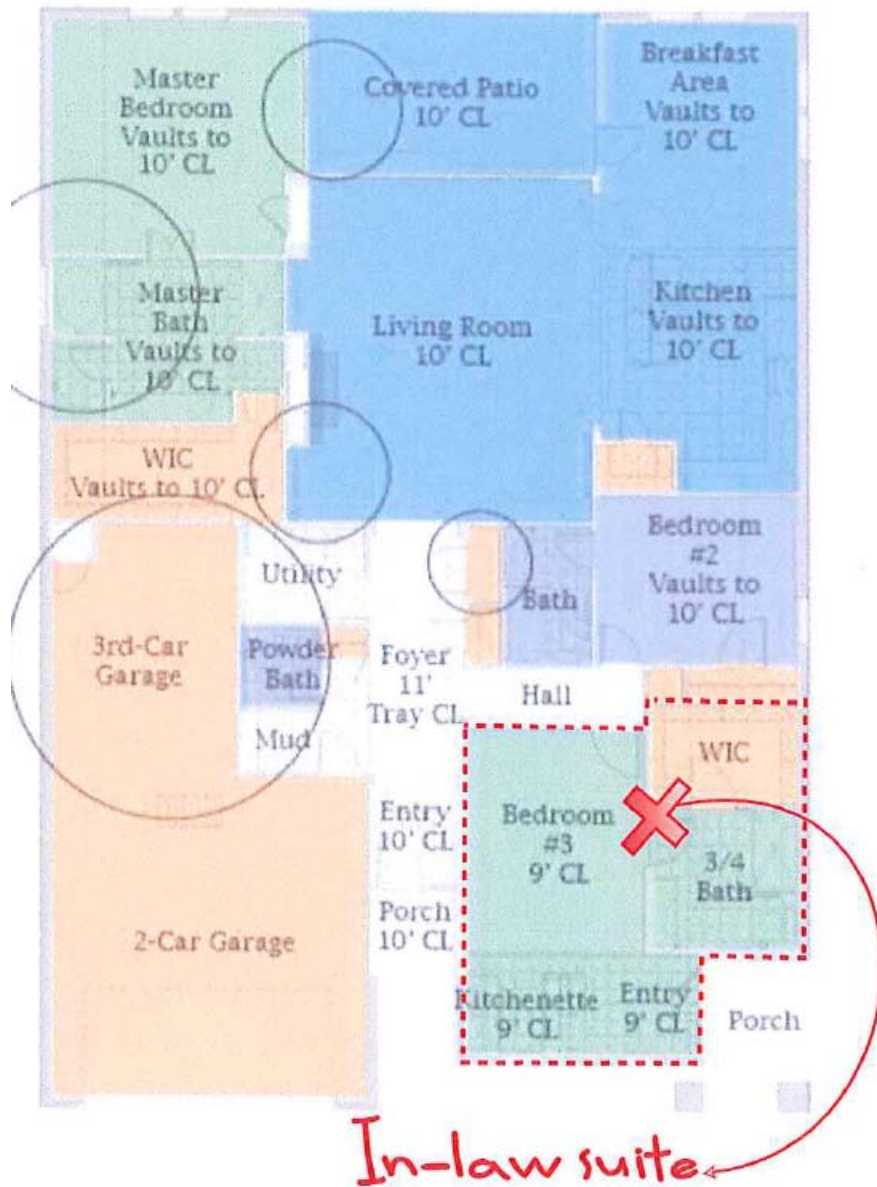 Master
Bedroom
Vaults to
10' CL
Covered Patio
10' CL
Breakfast
Area
Vaults to
10' CL
Master
Bath
Vaults to
10' CL
Living Room
10' CL
Kitchen
Vaults to
10' CL
WIC
Vaults to 10' CL
Utility
Bath
Bedroom
#2
Vaults to
10' CL
3rd-Car
Garage
Powder
Bath
Foyer
11'
Tray CL
Hall
Mud
WIC
Entry
10' CL
Bedroom
#3
9' CL
3/4
Bath
Porch
10' CL
2-Car Garage
Kitchenette
9' CL
Entry
9' CL
Porch
In-law suite